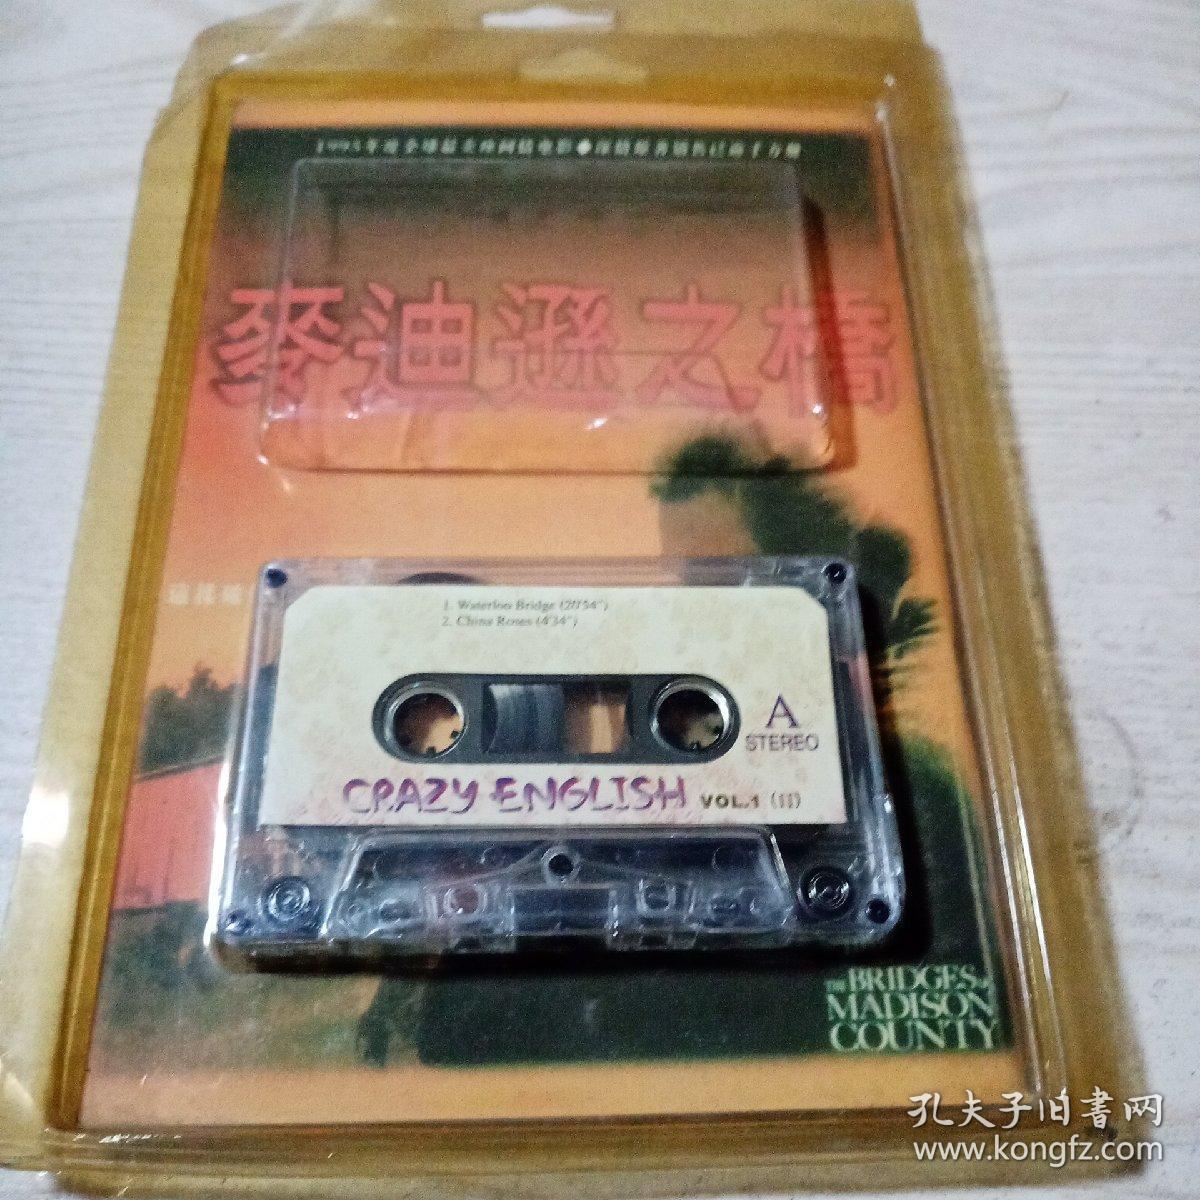 麥迪遜之橋
1. Waterloo Bridge (20'54")
2. China Roses (4'34")
A
STEREO
CRAZY ENGLISH VOL.1 (II)
THE BRIDGES OF
MADISON
COUNTY
孔夫子旧書网
www.kongfz.com